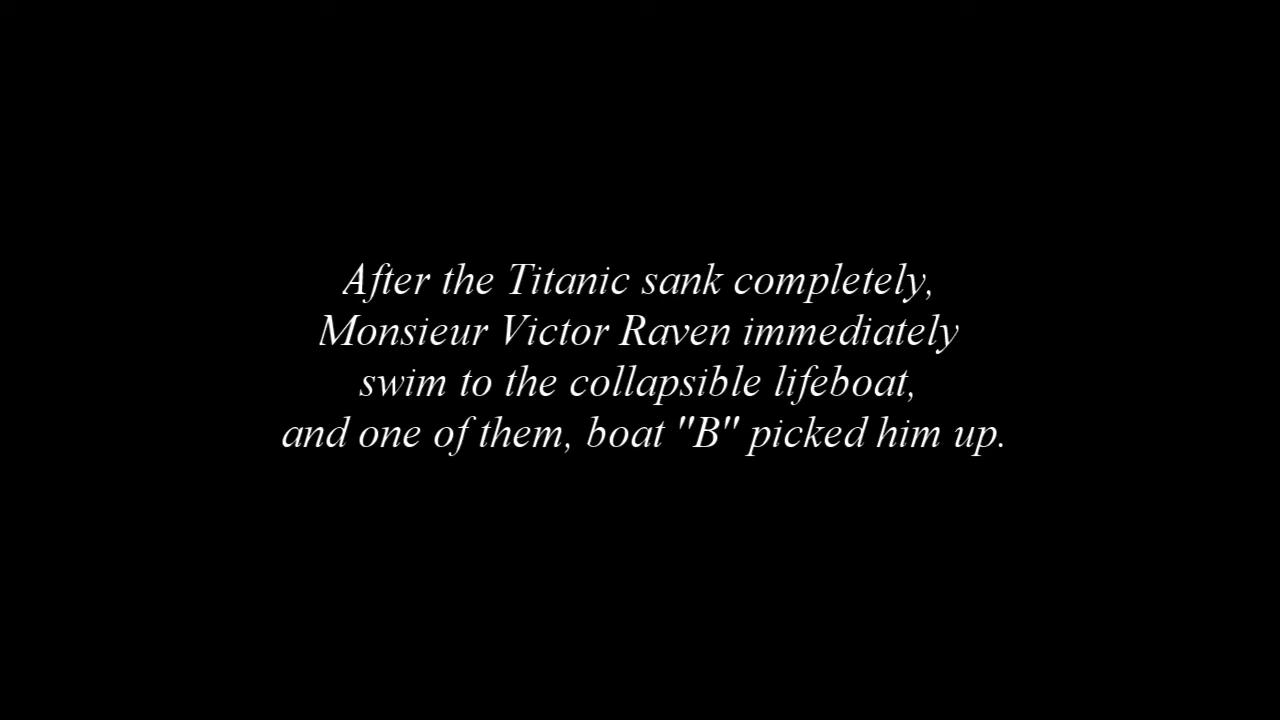 After the Titanic sank completely,
Monsieur Victor Raven immediately
swim to the collapsible lifeboat,
and one of them, boat "B" picked him up.